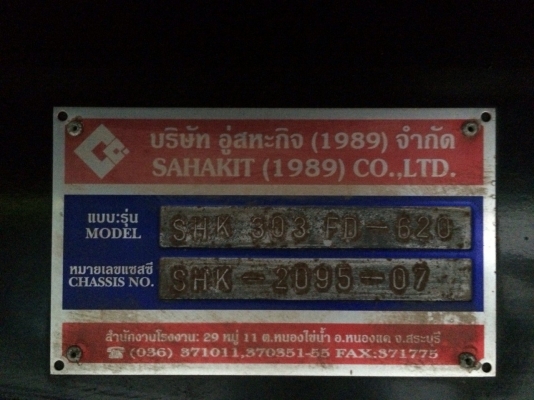 บริษัท อู่สหะกิจ (1989) จำกัด
SAHAKIT (1989) CO.,LTD.
แบบ:รุ่น
MODEL
SHK S03 FD-620
หมายเลขแชสซี
CHASSIS NO.
SHK-2095-07
สำนักงานโรงงาน: 29 หมู่ 11 ต.หนองไข่น้ำ อ.หนองแค จ.สระบุรี
☎ (036) 371011,370351-55 FAX:371775